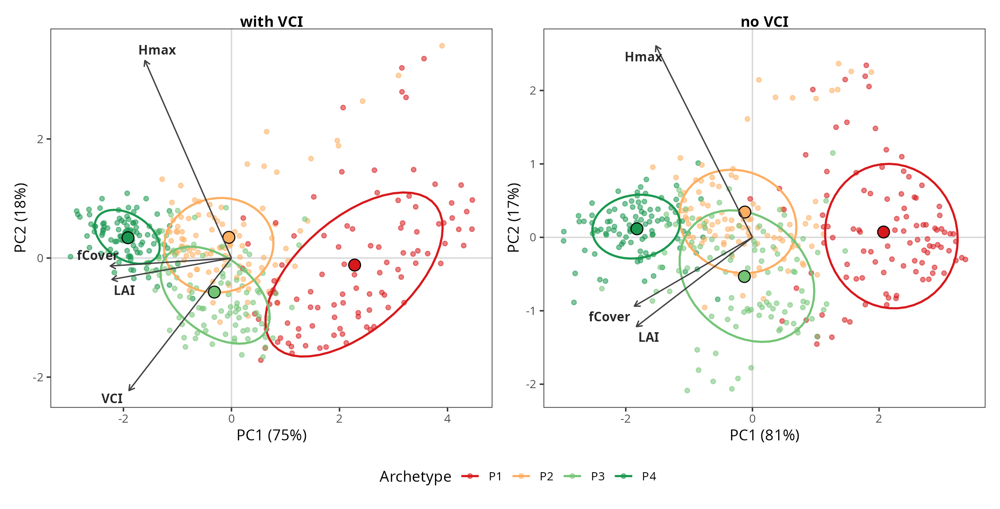 with VCI
no VCI
Hmax
fCover
LAI
VCI
PC2 (18%)
2
0
-2
-2
0
2
4
PC1 (75%)
Hmax
fCover
LAI
PC2 (17%)
2
1
0
-1
-2
-2
0
2
PC1 (81%)
Archetype P1 P2 P3 P4